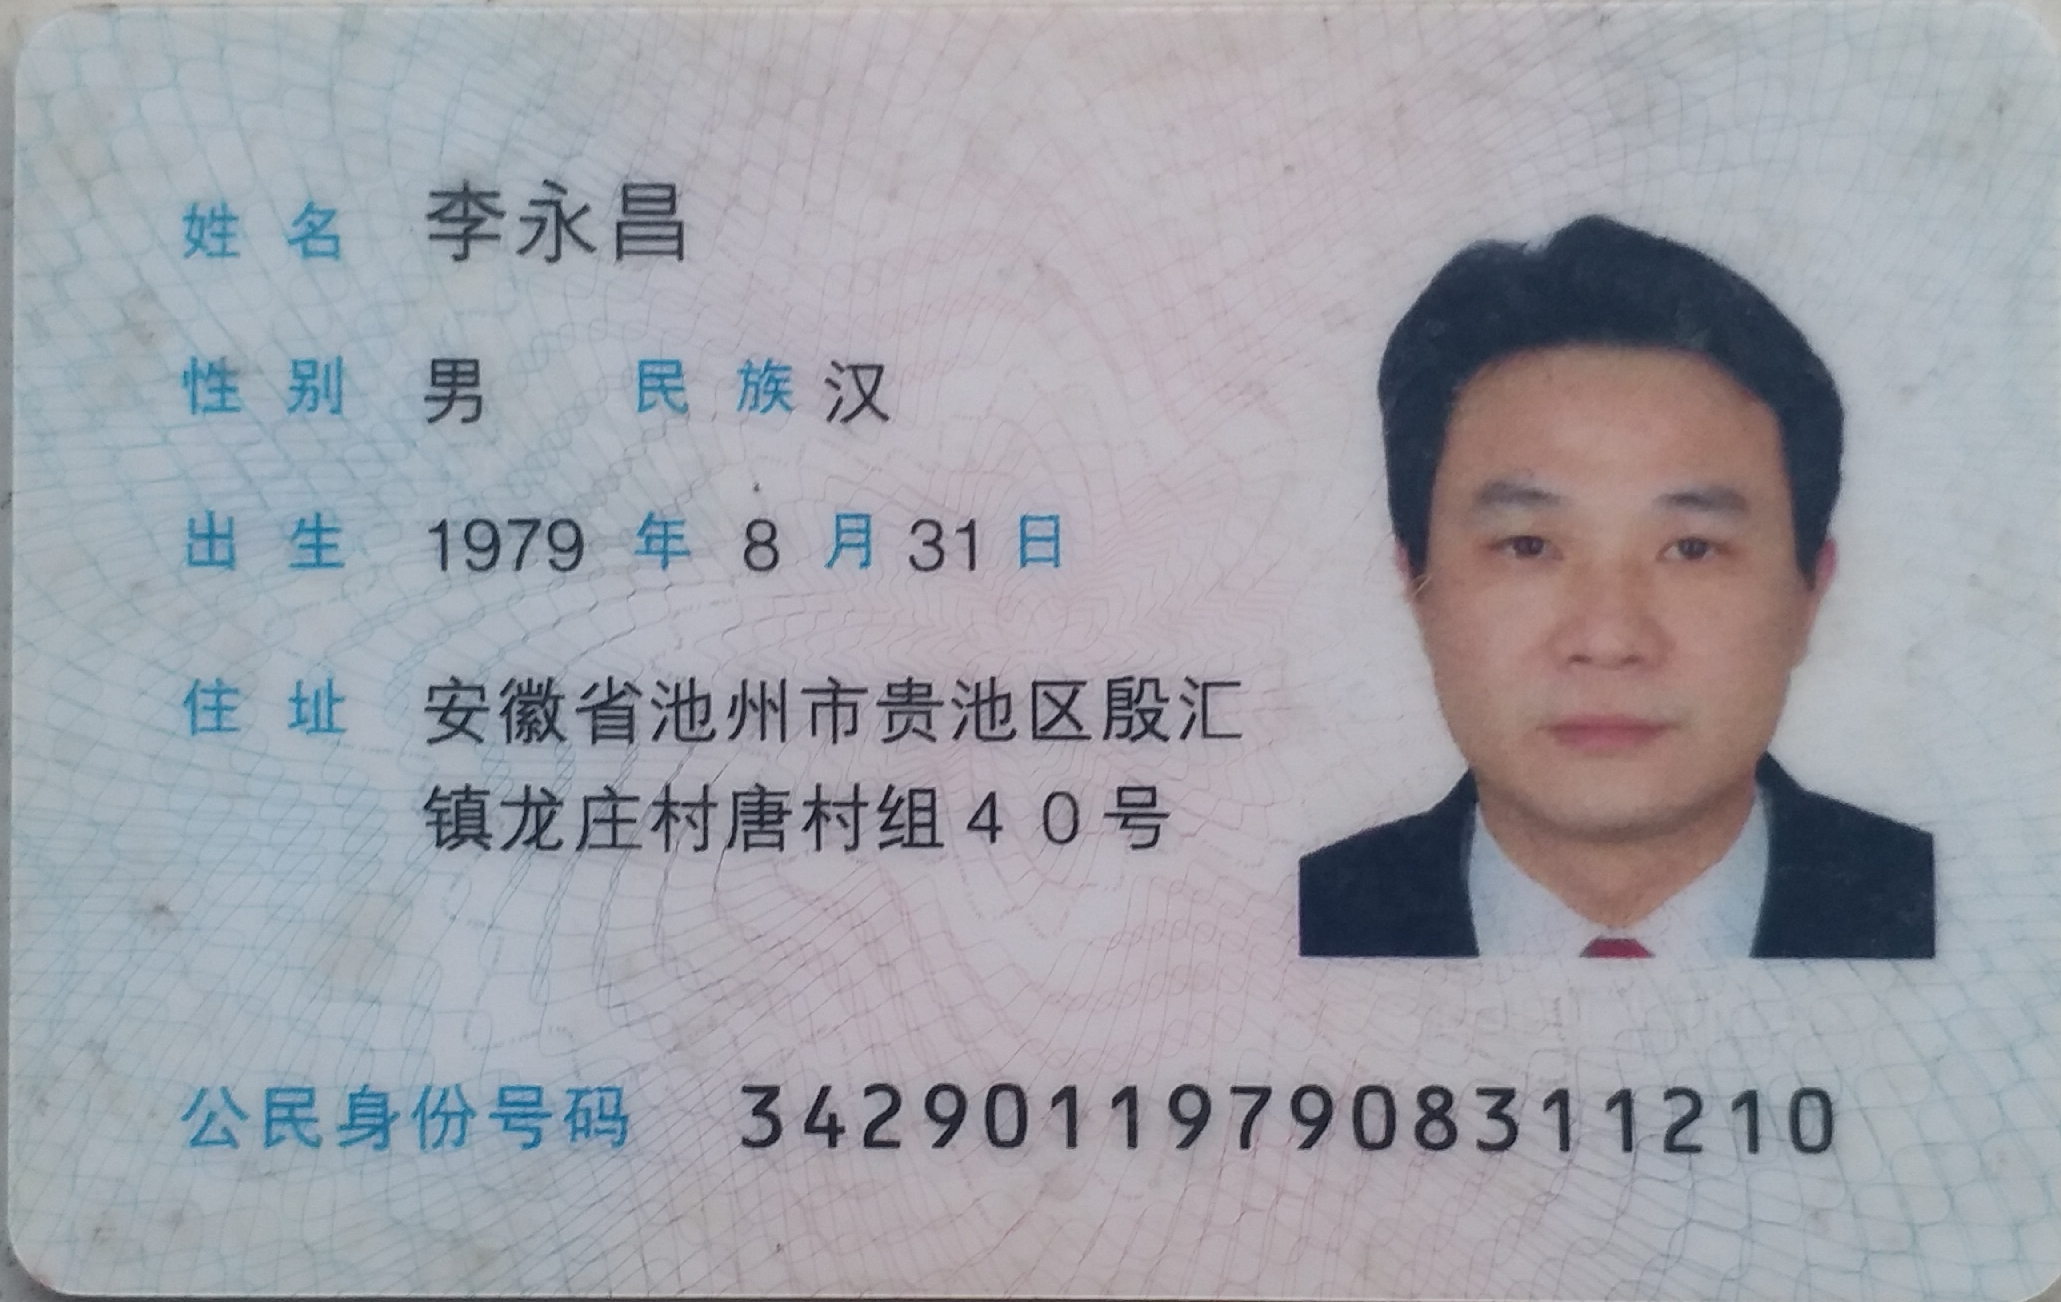 姓名 李永昌
性别 男 民族 汉
出生 1979 年 8 月 31 日
住址 安徽省池州市贵池区殷汇
镇龙庄村唐村组40号
公民身份号码 342901197908311210